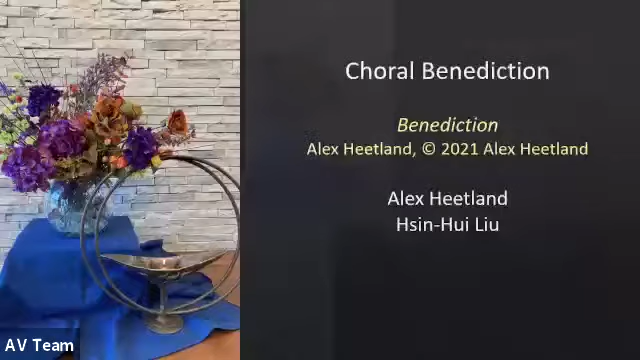 Choral Benediction
Benediction
Alex Heetland, © 2021 Alex Heetland
Alex Heetland
Hsin-Hui Liu
AV Team